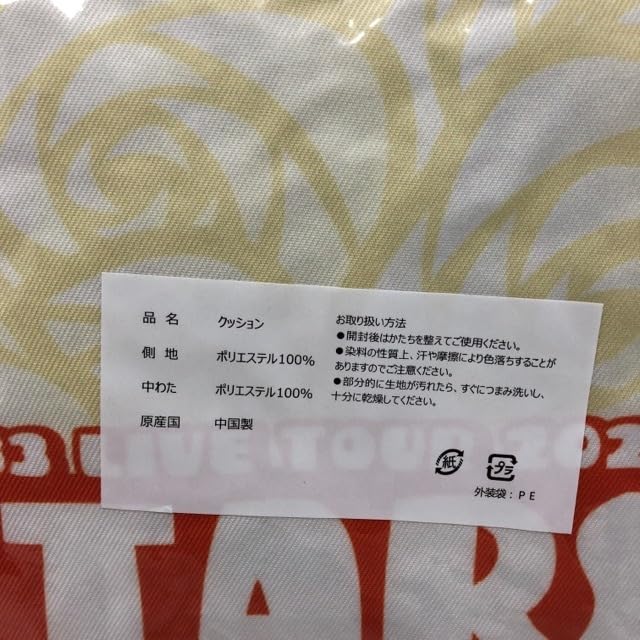 品 名 クッション
側 地 ポリエステル100%
中わた ポリエステル100%
原産国 中国製
お取り扱い方法
●開封後はかたちを整えてご使用ください。
●染料の性質上、汗や摩擦により色落ちすることが
ありますのでご注意ください。
●部分的に生地が汚れたら、すぐにつまみ洗いし、
十分に乾燥してください。
紙 プラ
外装袋：PE
3 LIVE TOUR 202
TARS